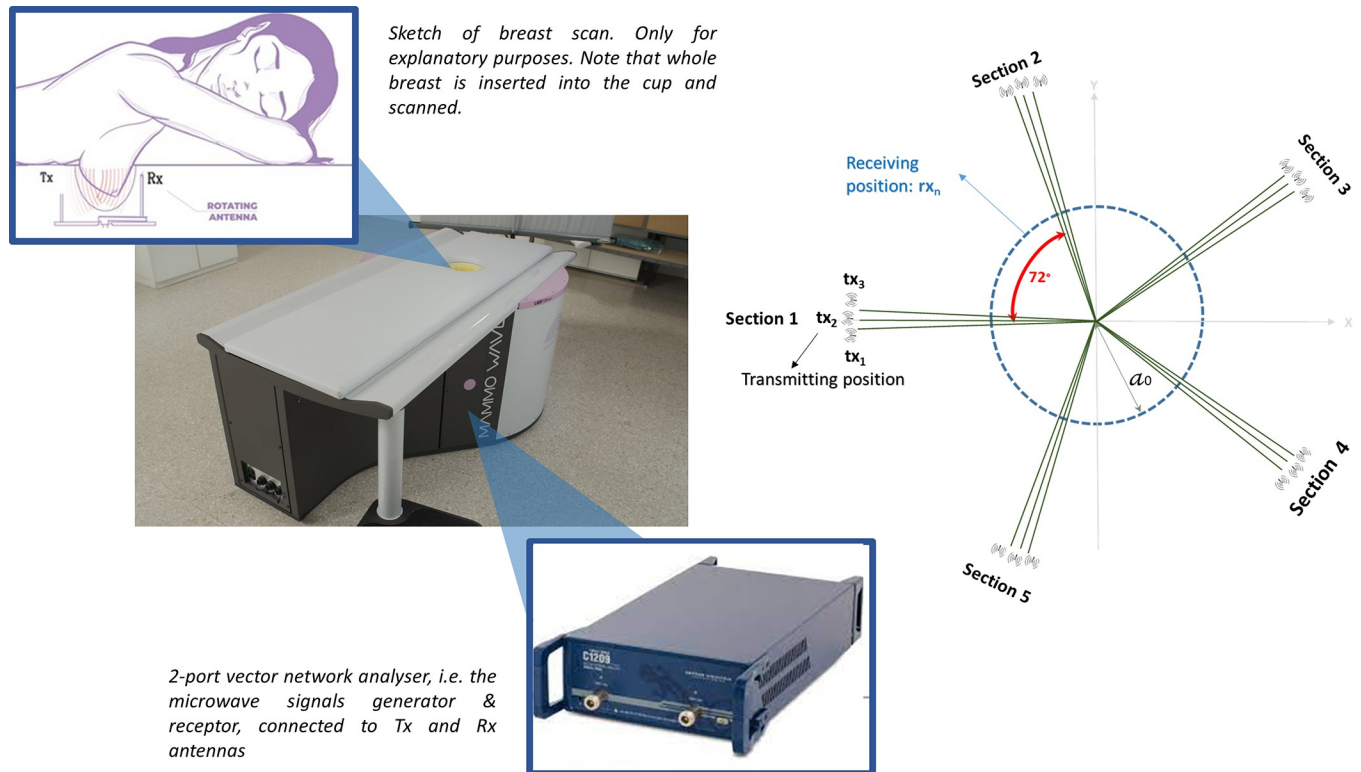 Sketch of breast scan. Only for
explanatory purposes. Note that whole
breast is inserted into the cup and
scanned.
Tx
Rx
ROTATING
ANTENNA
MAMMO WAVE
2-port vector network analyser, i.e. the
microwave signals generator &
receptor, connected to Tx and Rx
antennas
C1209
Section 2
Y
Section 3
Receiving
position: rxn
72°
tx3
Section 1
tx2
tx1
Transmitting position
X
a0
Section 4
Section 5